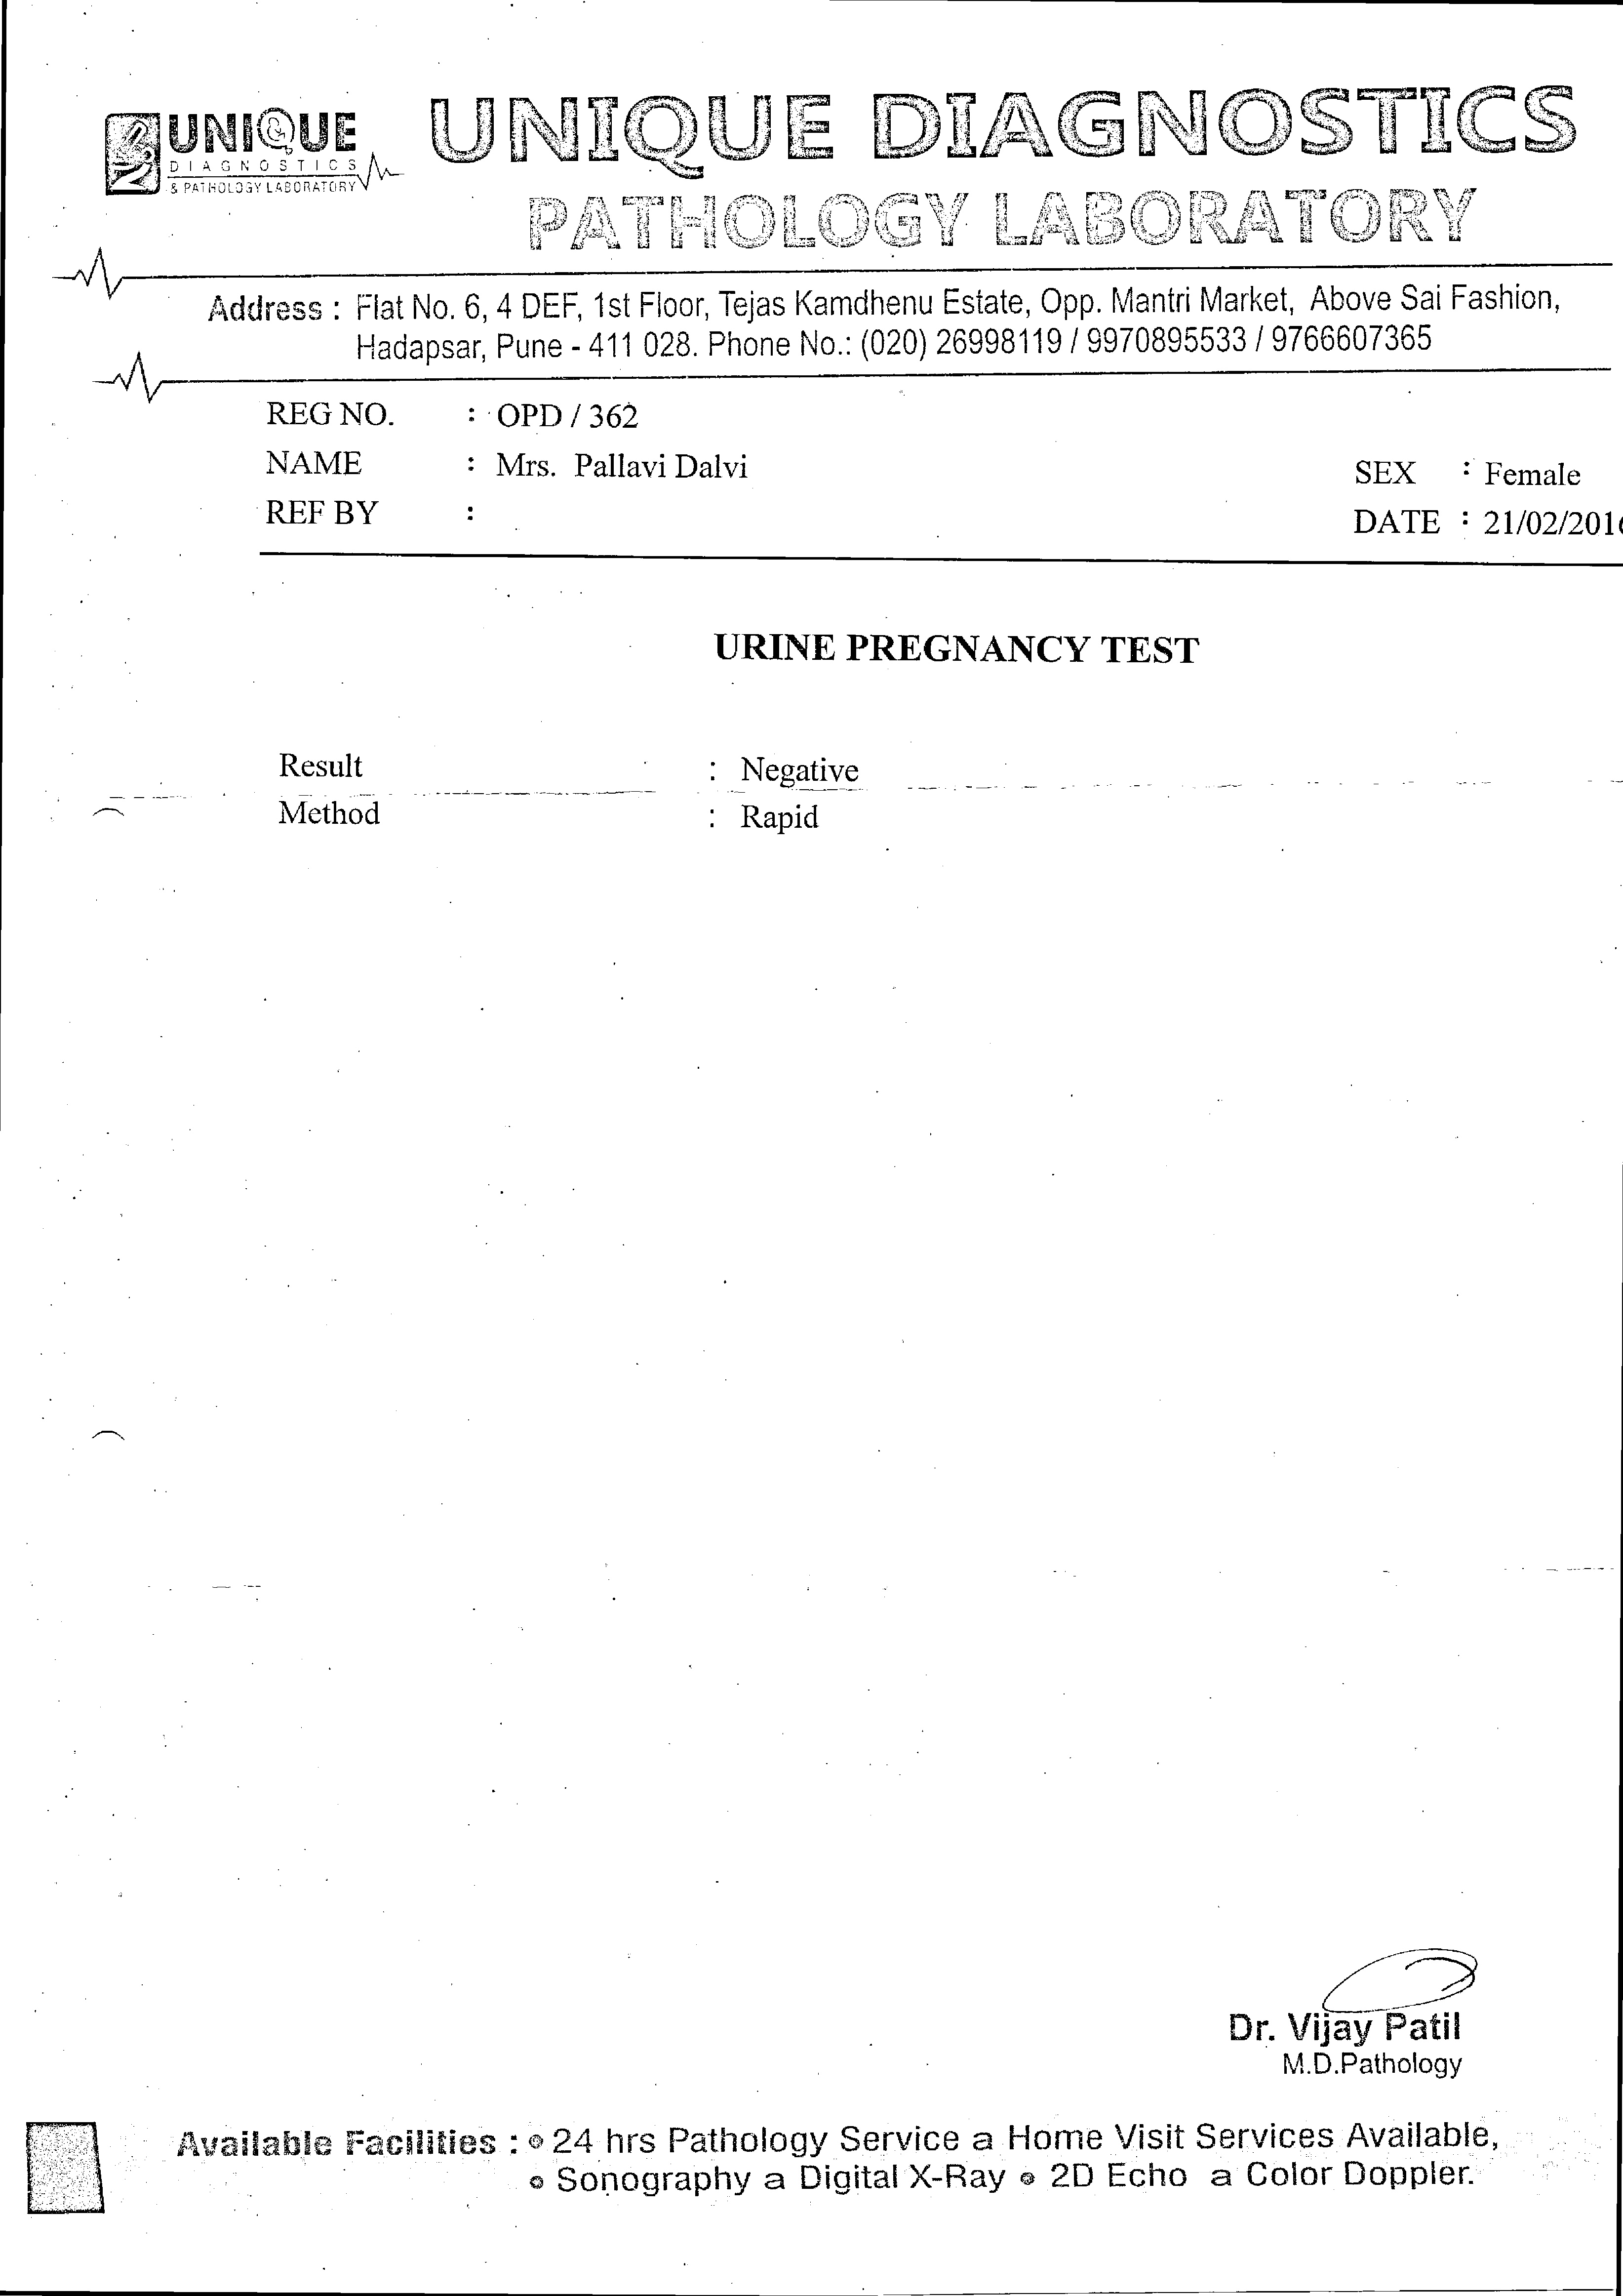 UNIQUE
DIAGNOSTICS
& PATHOLOGY LABORATORY
UNIQUE DIAGNOSTICS
PATHOLOGY LABORATORY
Address : Flat No. 6, 4 DEF, 1st Floor, Tejas Kamdhenu Estate, Opp. Mantri Market, Above Sai Fashion,
Hadapsar, Pune - 411 028. Phone No.: (020) 26998119 / 9970895533 / 9766607365
REG NO. : OPD / 362
NAME : Mrs. Pallavi Dalvi SEX : Female
REF BY : DATE : 21/02/2016
URINE PREGNANCY TEST
Result : Negative
Method : Rapid
Dr. Vijay Patil
M.D.Pathology
Available Facilities : 24 hrs Pathology Service Home Visit Services Available,
Sonography Digital X-Ray 2D Echo Color Doppler.